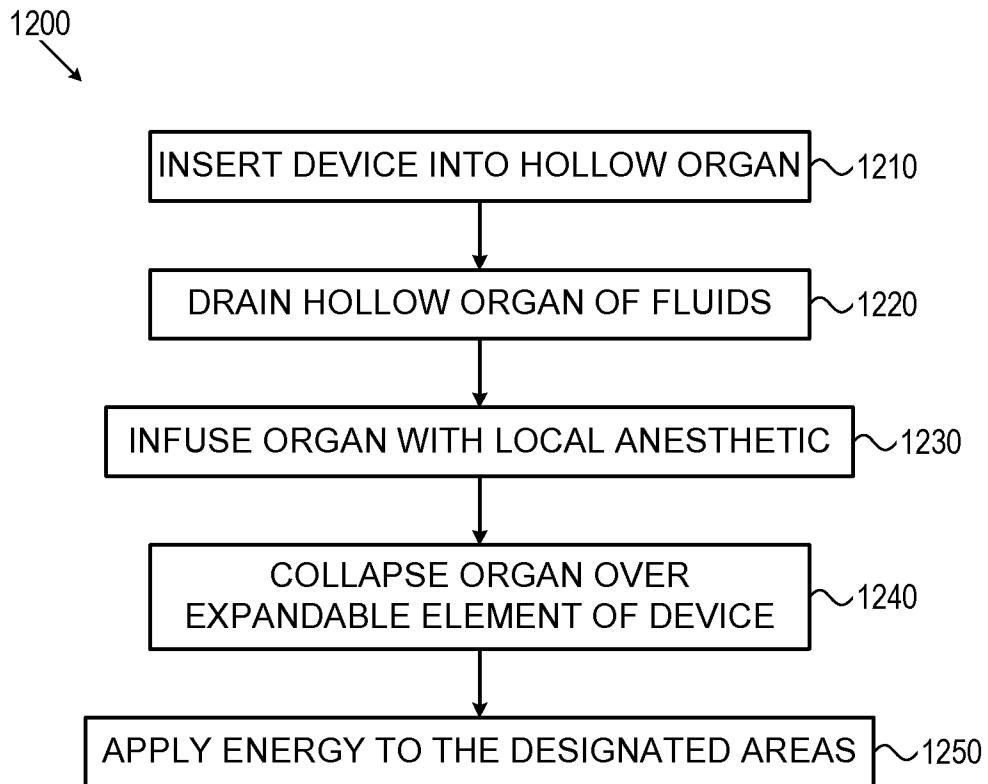 1200
INSERT DEVICE INTO HOLLOW ORGAN 1210
DRAIN HOLLOW ORGAN OF FLUIDS 1220
INFUSE ORGAN WITH LOCAL ANESTHETIC 1230
COLLAPSE ORGAN OVER
EXPANDABLE ELEMENT OF DEVICE 1240
APPLY ENERGY TO THE DESIGNATED AREAS 1250